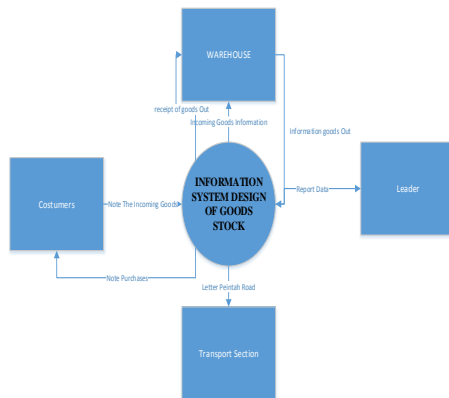 WAREHOUSE
receipt of goods Out
Incoming Goods Information
Information goods Out
INFORMATION
SYSTEM DESIGN
OF GOODS
STOCK
Costumers
Note The Incoming Goods
Report Data
Leader
Note Purchases
Letter Peintah Road
Transport Section